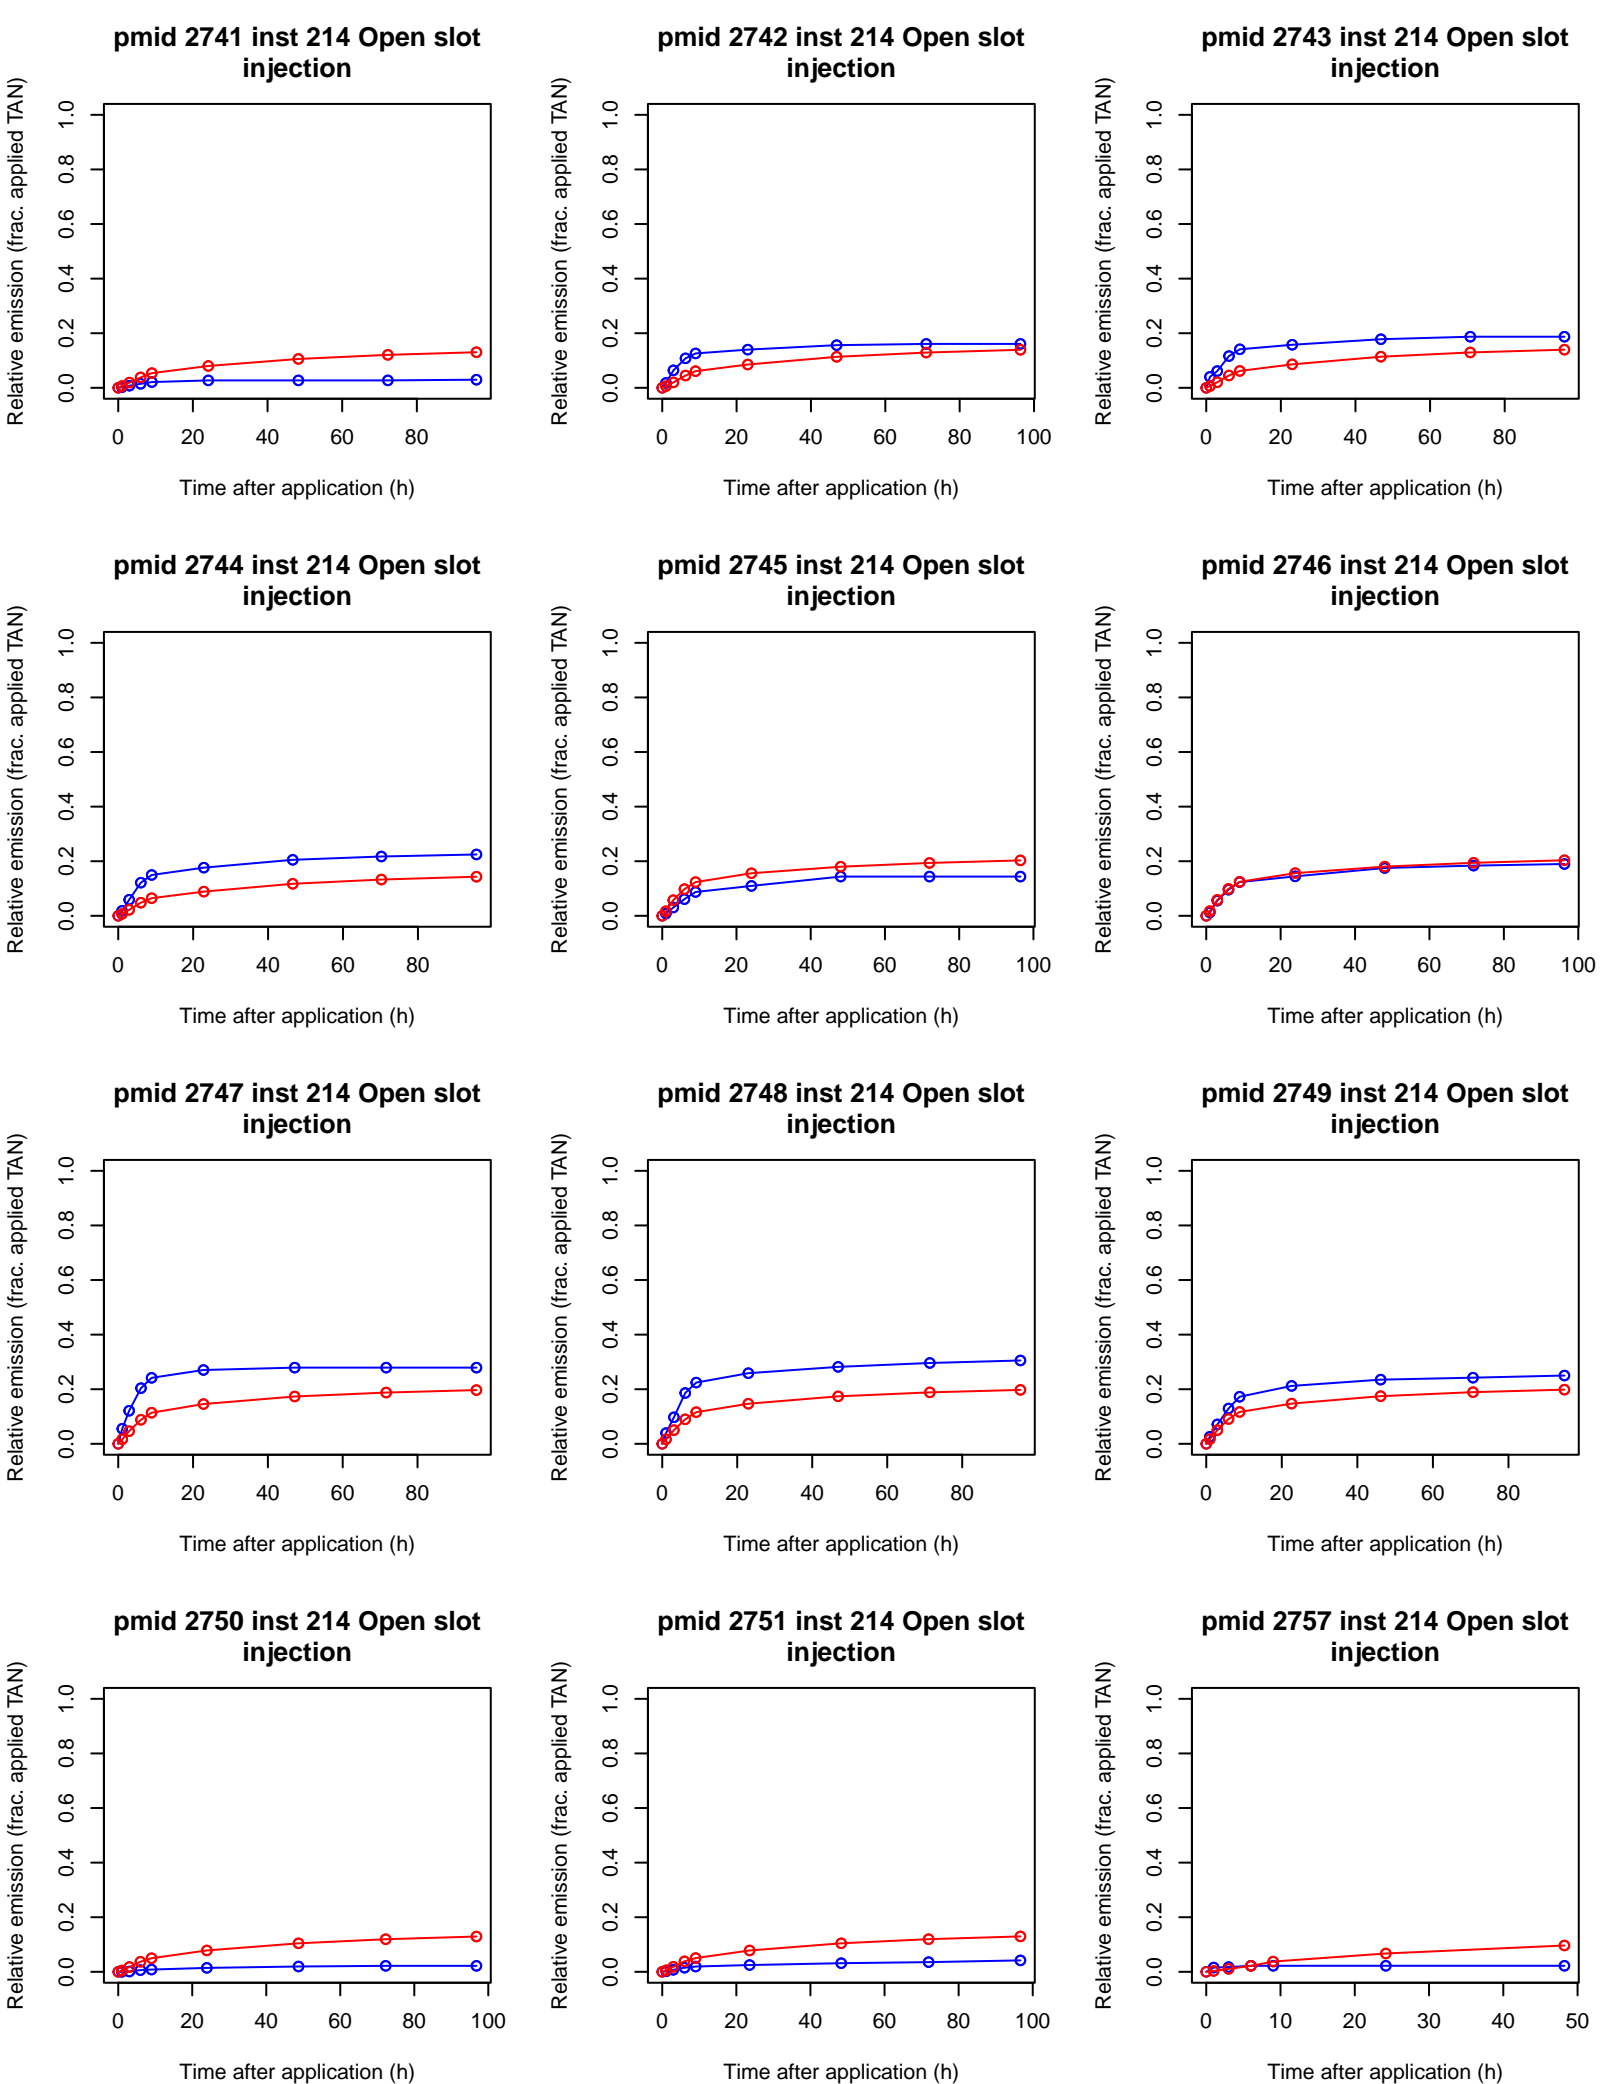 pmid 2741 inst 214 Open slot
injection
Relative emission (frac. applied TAN)
1.0
0.8
0.6
0.4
0.2
0.0
0 20 40 60 80
Time after application (h)
pmid 2742 inst 214 Open slot
injection
Relative emission (frac. applied TAN)
1.0
0.8
0.6
0.4
0.2
0.0
0 20 40 60 80 100
Time after application (h)
pmid 2743 inst 214 Open slot
injection
Relative emission (frac. applied TAN)
1.0
0.8
0.6
0.4
0.2
0.0
0 20 40 60 80
Time after application (h)
pmid 2744 inst 214 Open slot
injection
Relative emission (frac. applied TAN)
1.0
0.8
0.6
0.4
0.2
0.0
0 20 40 60 80
Time after application (h)
pmid 2745 inst 214 Open slot
injection
Relative emission (frac. applied TAN)
1.0
0.8
0.6
0.4
0.2
0.0
0 20 40 60 80 100
Time after application (h)
pmid 2746 inst 214 Open slot
injection
Relative emission (frac. applied TAN)
1.0
0.8
0.6
0.4
0.2
0.0
0 20 40 60 80 100
Time after application (h)
pmid 2747 inst 214 Open slot
injection
Relative emission (frac. applied TAN)
1.0
0.8
0.6
0.4
0.2
0.0
0 20 40 60 80
Time after application (h)
pmid 2748 inst 214 Open slot
injection
Relative emission (frac. applied TAN)
1.0
0.8
0.6
0.4
0.2
0.0
0 20 40 60 80
Time after application (h)
pmid 2749 inst 214 Open slot
injection
Relative emission (frac. applied TAN)
1.0
0.8
0.6
0.4
0.2
0.0
0 20 40 60 80
Time after application (h)
pmid 2750 inst 214 Open slot
injection
Relative emission (frac. applied TAN)
1.0
0.8
0.6
0.4
0.2
0.0
0 20 40 60 80 100
Time after application (h)
pmid 2751 inst 214 Open slot
injection
Relative emission (frac. applied TAN)
1.0
0.8
0.6
0.4
0.2
0.0
0 20 40 60 80 100
Time after application (h)
pmid 2757 inst 214 Open slot
injection
Relative emission (frac. applied TAN)
1.0
0.8
0.6
0.4
0.2
0.0
0 10 20 30 40 50
Time after application (h)